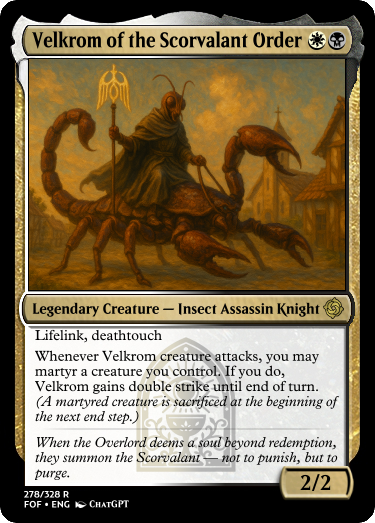 Velkrom of the Scorvalant Order
Legendary Creature — Insect Assassin Knight
Lifelink, deathtouch
Whenever Velkrom creature attacks, you may
martyr a creature you control. If you do,
Velkrom gains double strike until end of turn.
(A martyred creature is sacrificed at the beginning of
the next end step.)
When the Overlord deems a soul beyond redemption,
they summon the Scorvalant — not to punish, but to
purge.
2/2
278/328 R
FOF • ENG ChatGPT